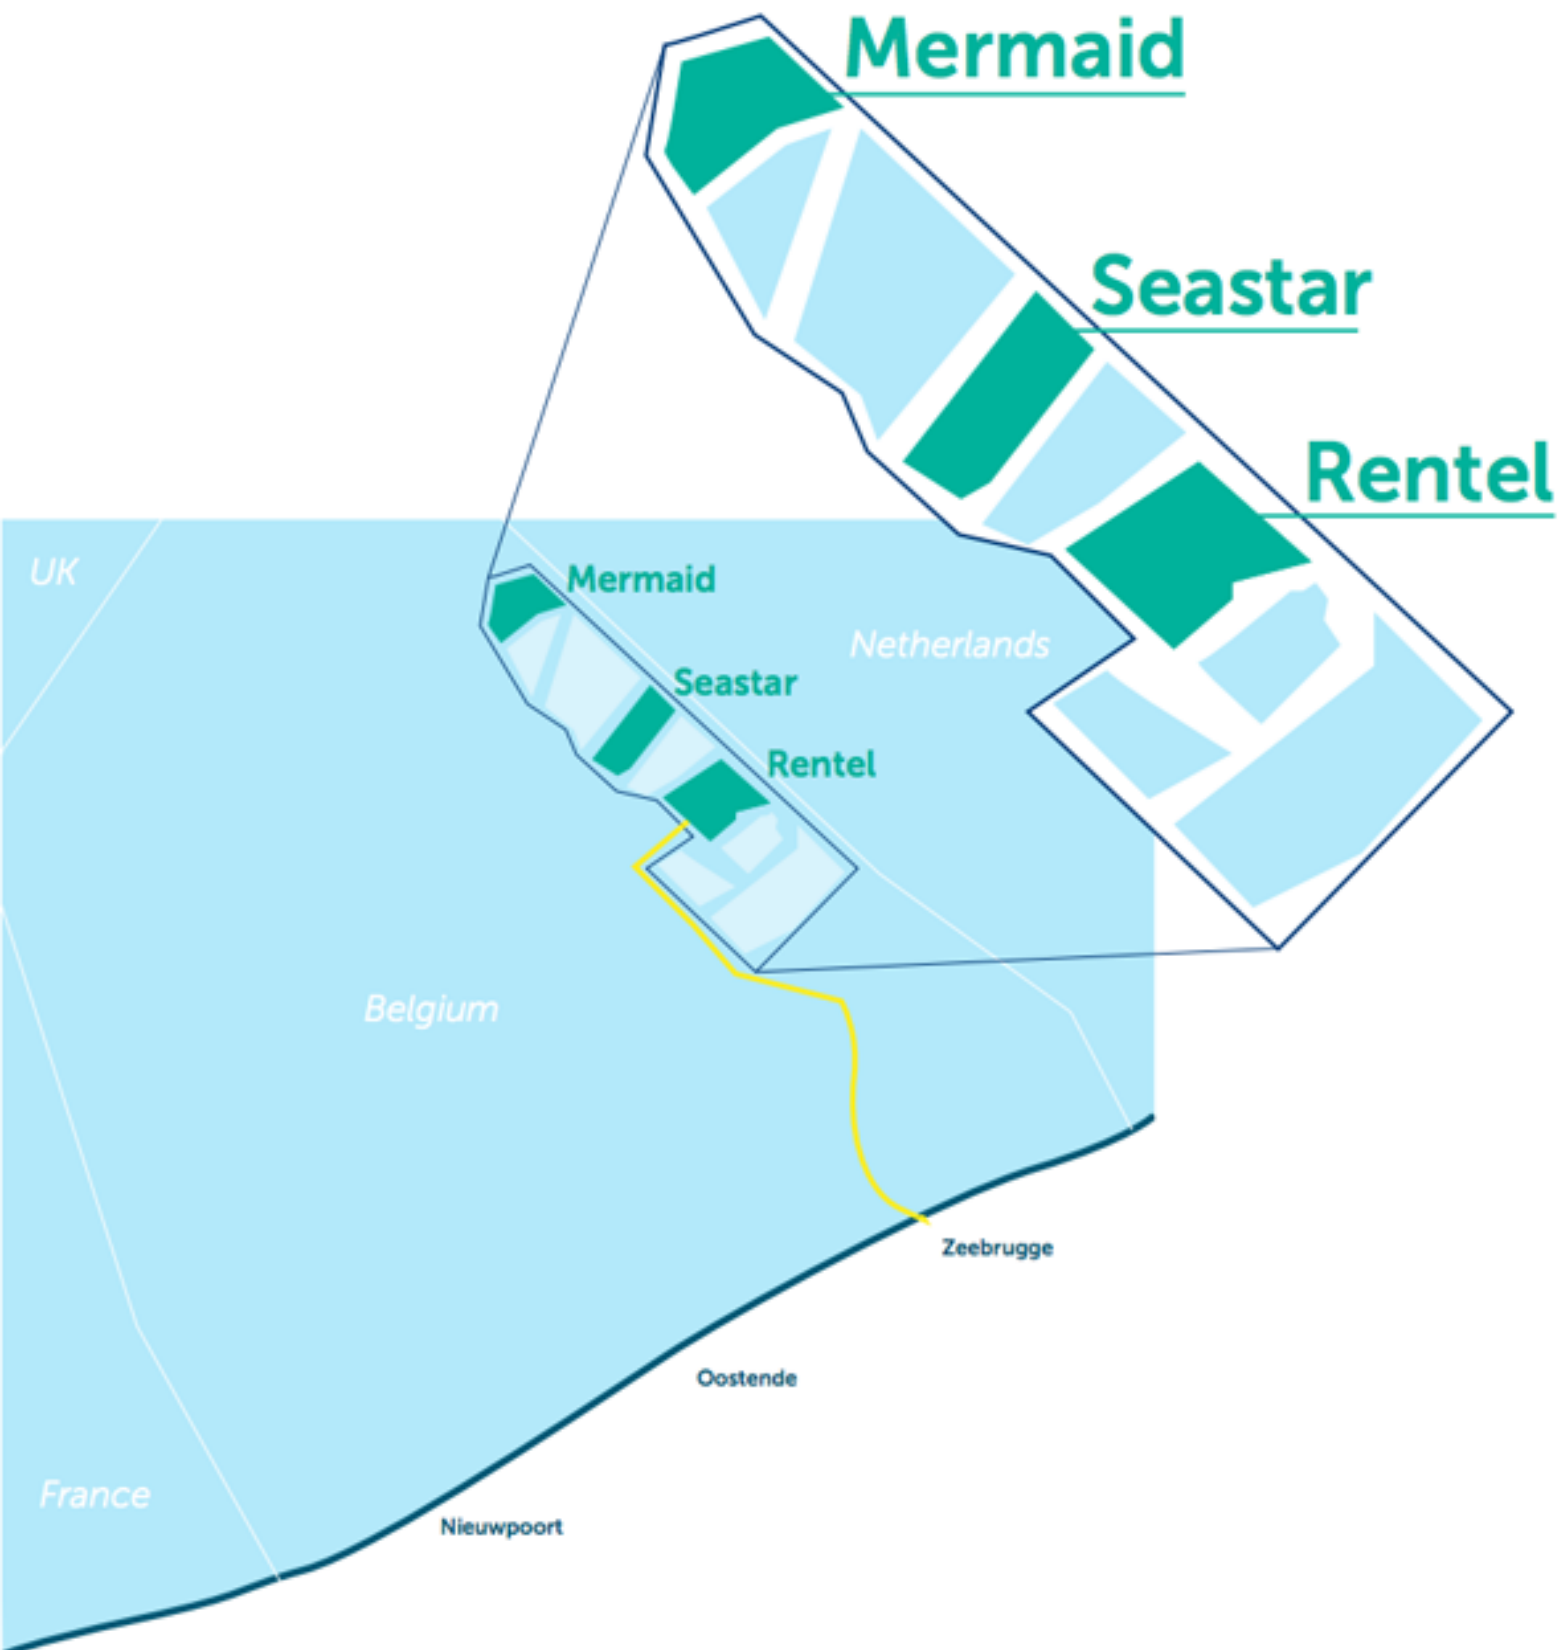 Mermaid
Seastar
Rentel
UK
Mermaid
Netherlands
Seastar
Rentel
Belgium
Zeebrugge
Oostende
France
Nieuwpoort